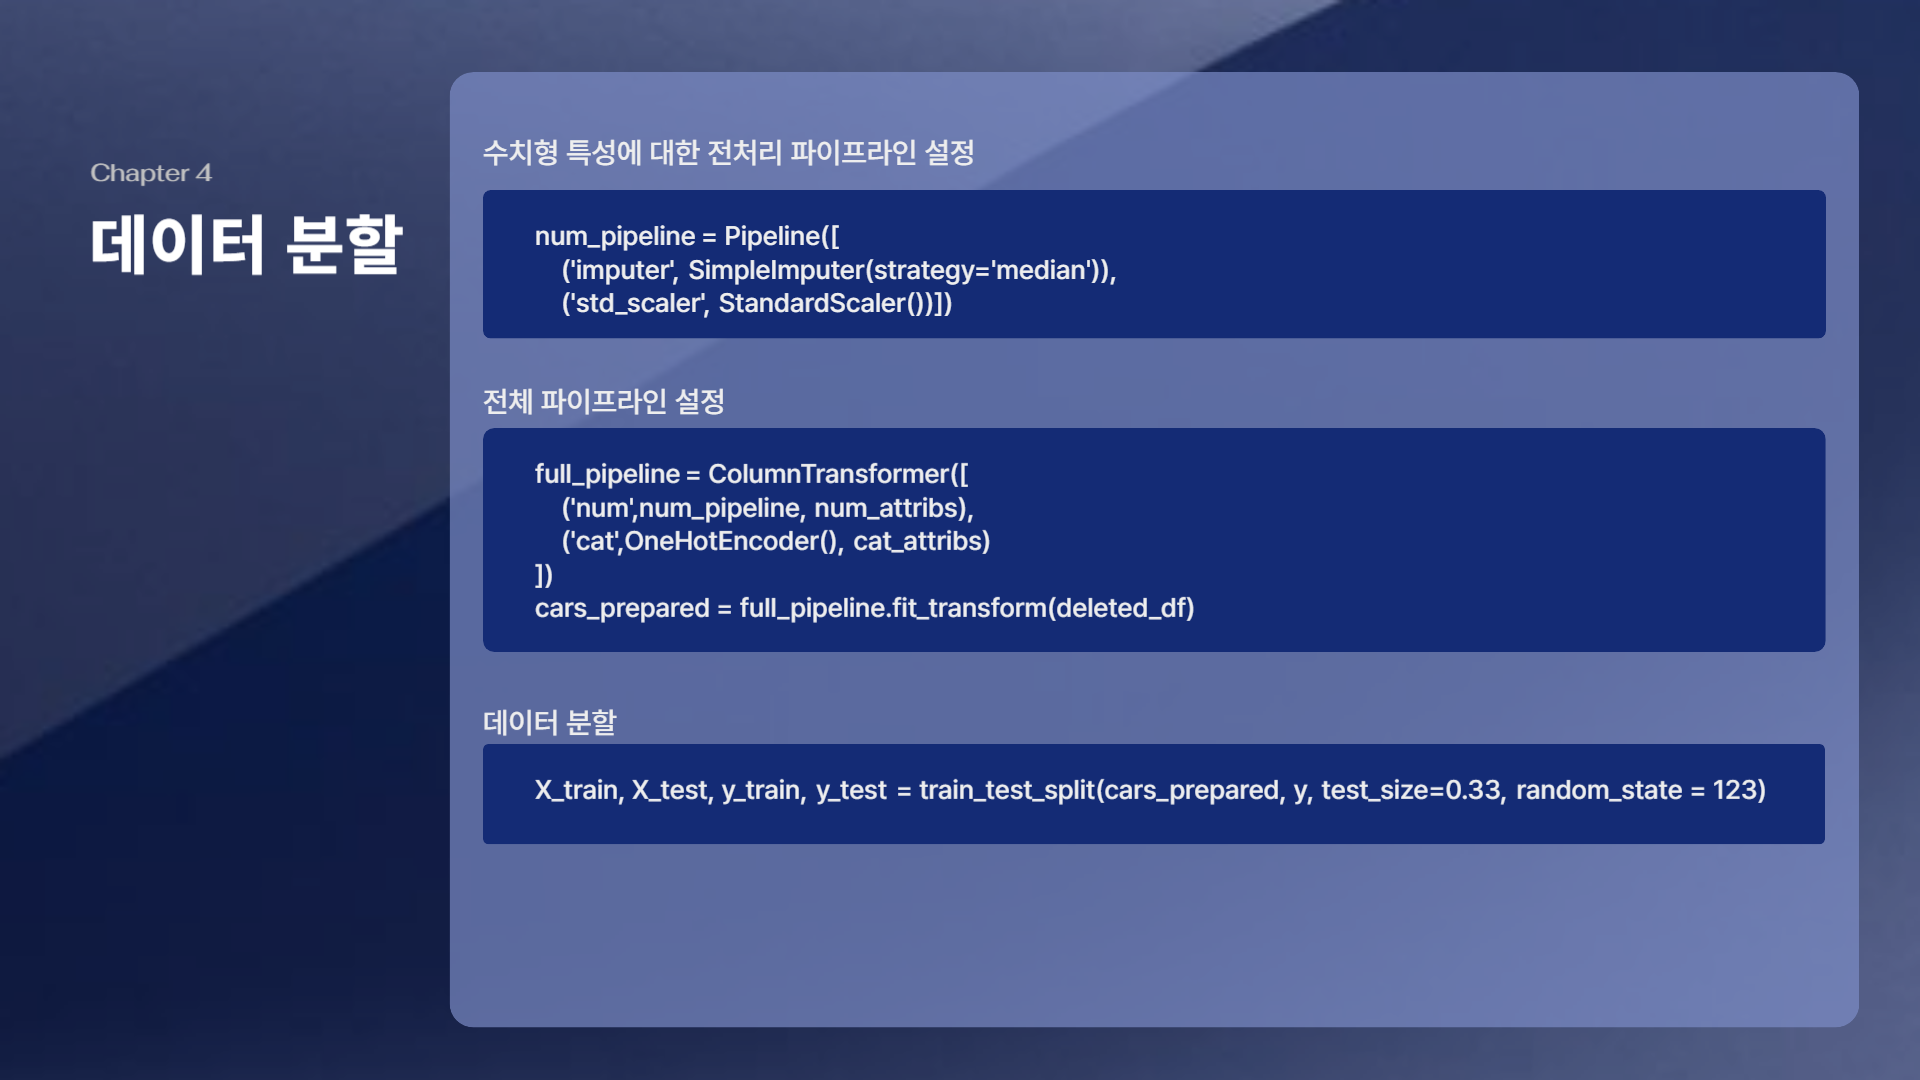 Chapter 4
데이터 분할
수치형 특성에 대한 전처리 파이프라인 설정
num_pipeline = Pipeline([
('imputer', SimpleImputer(strategy='median')),
('std_scaler', StandardScaler())])
전체 파이프라인 설정
full_pipeline = ColumnTransformer([
('num',num_pipeline, num_attribs),
('cat',OneHotEncoder(), cat_attribs)
])
cars_prepared = full_pipeline.fit_transform(deleted_df)
데이터 분할
X_train, X_test, y_train, y_test = train_test_split(cars_prepared, y, test_size=0.33, random_state = 123)